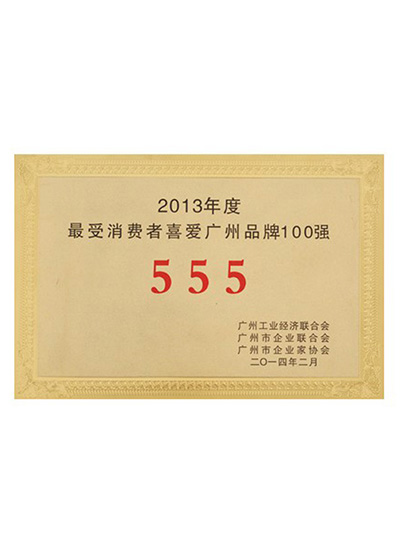 2013年度
最受消费者喜爱广州品牌100强
555
广州工业经济联合会
广州市企业联合会
广州市企业家协会
二〇一四年二月